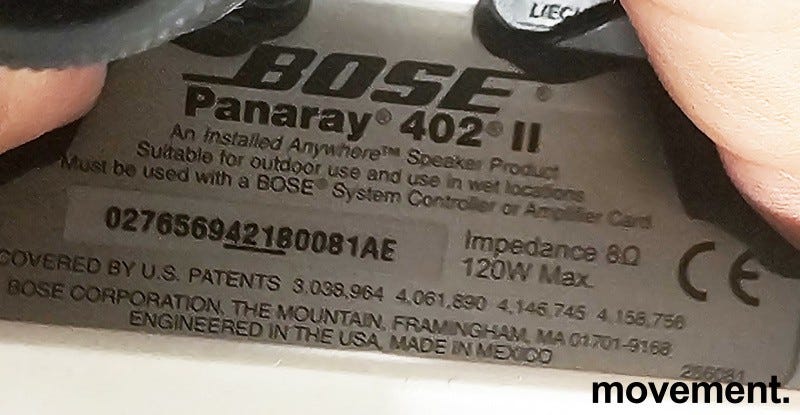 LIECH
BOSE®
Panaray® 402® II
An Installed Anywhere™ Speaker Product
Suitable for outdoor use and use in wet locations
Must be used with a BOSE® System Controller or Amplifier Card
027656942180081AE
Impedance 8Ω
120W Max.
CE
COVERED BY U.S. PATENTS 3,038,964 4,061,890 4,146,745 4,158,756
BOSE CORPORATION, THE MOUNTAIN, FRAMINGHAM, MA 01701-9168
ENGINEERED IN THE USA, MADE IN MEXICO
movement.